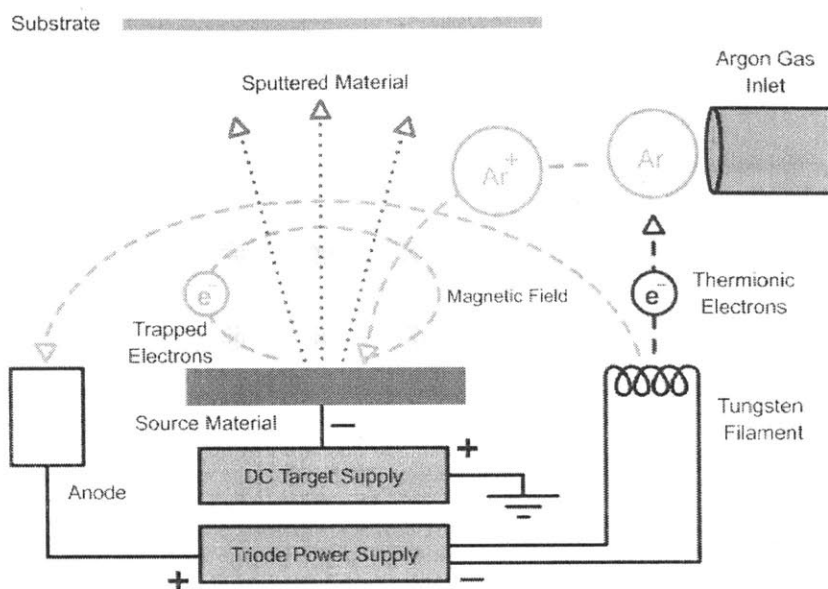 Substrate
Argon Gas
Inlet
Sputtered Material
Ar+
Ar
e−
Trapped
Electrons
Magnetic Field
e−
Thermionic
Electrons
Source Material
−
+
Tungsten
Filament
DC Target Supply
Anode
Triode Power Supply
+
−